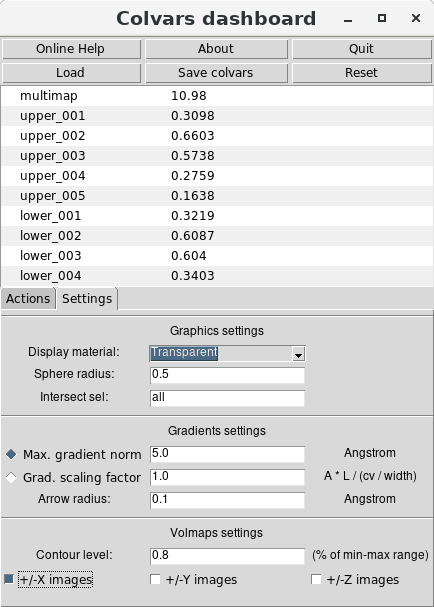 Colvars dashboard
Online Help About Quit
Load Save colvars Reset
multimap 10.98
upper_001 0.3098
upper_002 0.6603
upper_003 0.5738
upper_004 0.2759
upper_005 0.1638
lower_001 0.3219
lower_002 0.6087
lower_003 0.604
lower_004 0.3403
Actions Settings
Graphics settings
Display material: Transparent
Sphere radius: 0.5
Intersect sel: all
Gradients settings
Max. gradient norm 5.0 Angstrom
Grad. scaling factor 1.0 A * L / (cv / width)
Arrow radius: 0.1 Angstrom
Volmaps settings
Contour level: 0.8 (% of min-max range)
+/-X images +/-Y images +/-Z images